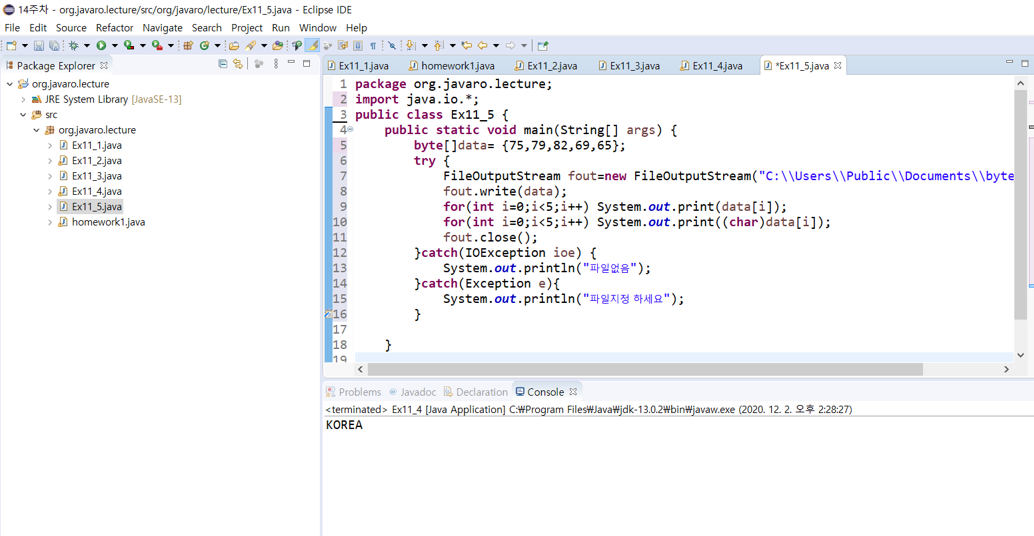 14주차 - org.javaro.lecture/src/org/javaro/lecture/Ex11_5.java - Eclipse IDE
File Edit Source Refactor Navigate Search Project Run Window Help
Package Explorer
org.javaro.lecture
JRE System Library [JavaSE-13]
src
org.javaro.lecture
Ex11_1.java
Ex11_2.java
Ex11_3.java
Ex11_4.java
Ex11_5.java
homework1.java
Ex11_1.java homework1.java Ex11_2.java Ex11_3.java Ex11_4.java *Ex11_5.java
1 package org.javaro.lecture;
2 import java.io.*;
3 public class Ex11_5 {
4 public static void main(String[] args) {
5 byte[]data= {75,79,82,69,65};
6 try {
7 FileOutputStream fout=new FileOutputStream("C:\\Users\\Public\\Documents\\byte
8 fout.write(data);
9 for(int i=0;i<5;i++) System.out.print(data[i]);
10 for(int i=0;i<5;i++) System.out.print((char)data[i]);
11 fout.close();
12 }catch(IOException ioe) {
13 System.out.println("파일없음");
14 }catch(Exception e){
15 System.out.println("파일지정 하세요");
16 }
17
18 }
19
Problems Javadoc Declaration Console
<terminated> Ex11_4 [Java Application] C:₩Program Files₩Java₩jdk-13.0.2₩bin₩javaw.exe (2020. 12. 2. 오후 2:28:27)
KOREA